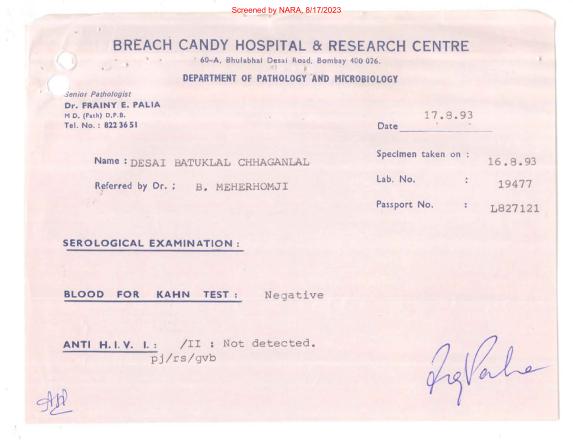 Screened by NARA, 8/17/2023
BREACH CANDY HOSPITAL & RESEARCH CENTRE
60-A, Bhulabhai Desai Road, Bombay 400 026.
DEPARTMENT OF PATHOLOGY AND MICROBIOLOGY
Senior Pathologist
Dr. FRAINY E. PALIA
M D. (Path) D.P.B.
Tel. No. : 822 36 51
Date 17.8.93
Name : DESAI BATUKLAL CHHAGANLAL
Specimen taken on : 16.8.93
Referred by Dr. : B. MEHERHOMJI
Lab. No. : 19477
Passport No. : L827121
SEROLOGICAL EXAMINATION :
BLOOD FOR KAHN TEST : Negative
ANTI H.I.V. I.: /II : Not detected.
pj/rs/gvb